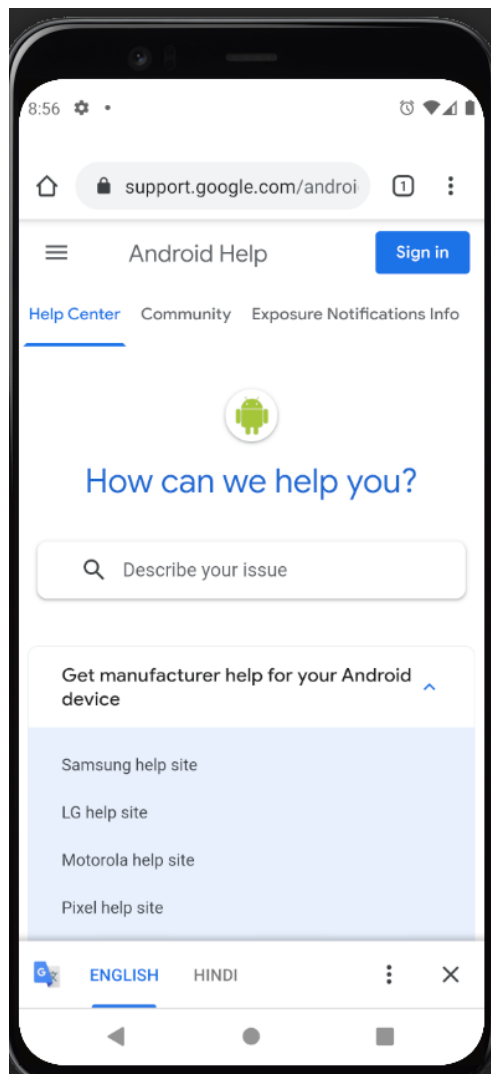 8:56
support.google.com/androi
1
Android Help
Sign in
Help Center Community Exposure Notifications Info
How can we help you?
Describe your issue
Get manufacturer help for your Android
device
Samsung help site
LG help site
Motorola help site
Pixel help site
G
ENGLISH HINDI